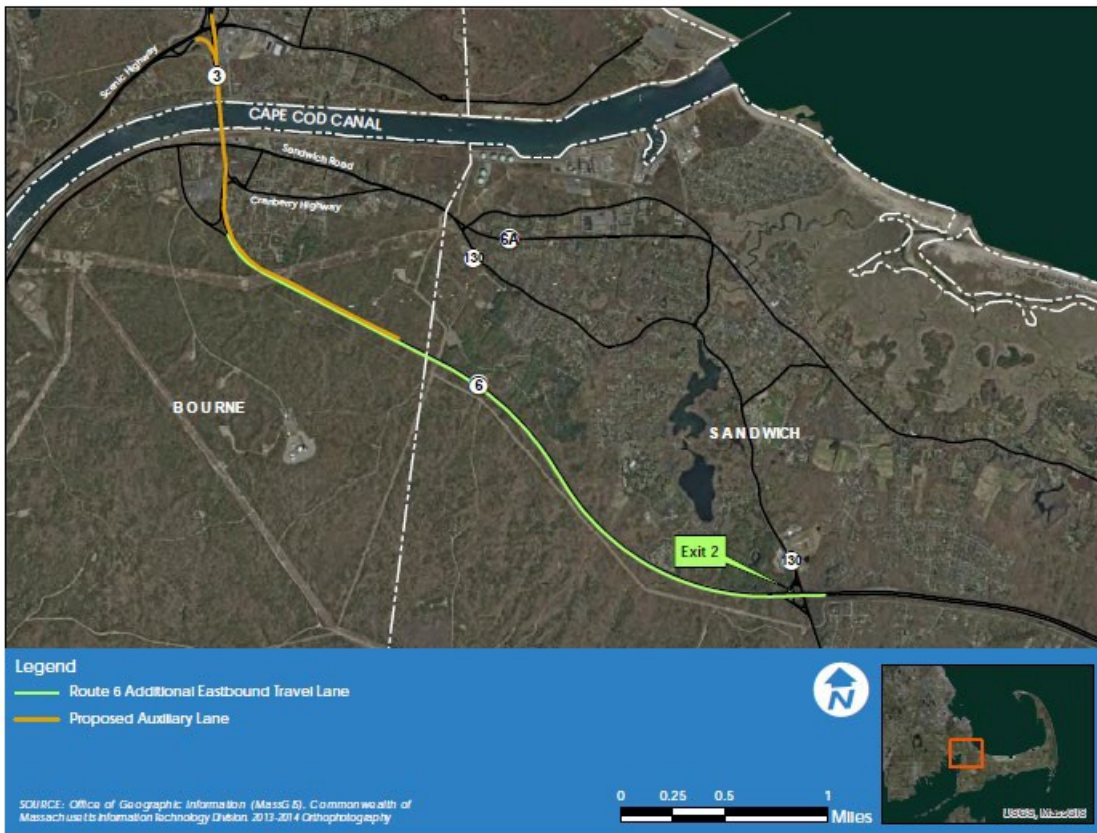 Scenic Highway
3
CAPE COD CANAL
Sandwich Road
Cranberry Highway
6A
130
6
BOURNE
SANDWICH
Exit 2
130
Legend
Route 6 Additional Eastbound Travel Lane
Proposed Auxiliary Lane
N
SOURCE: Office of Geographic Information (MassGIS), Commonwealth of
Massachusetts Information Technology Division. 2013-2014 Orthophotography
0 0.25 0.5 1
Miles
USGS, MassGIS